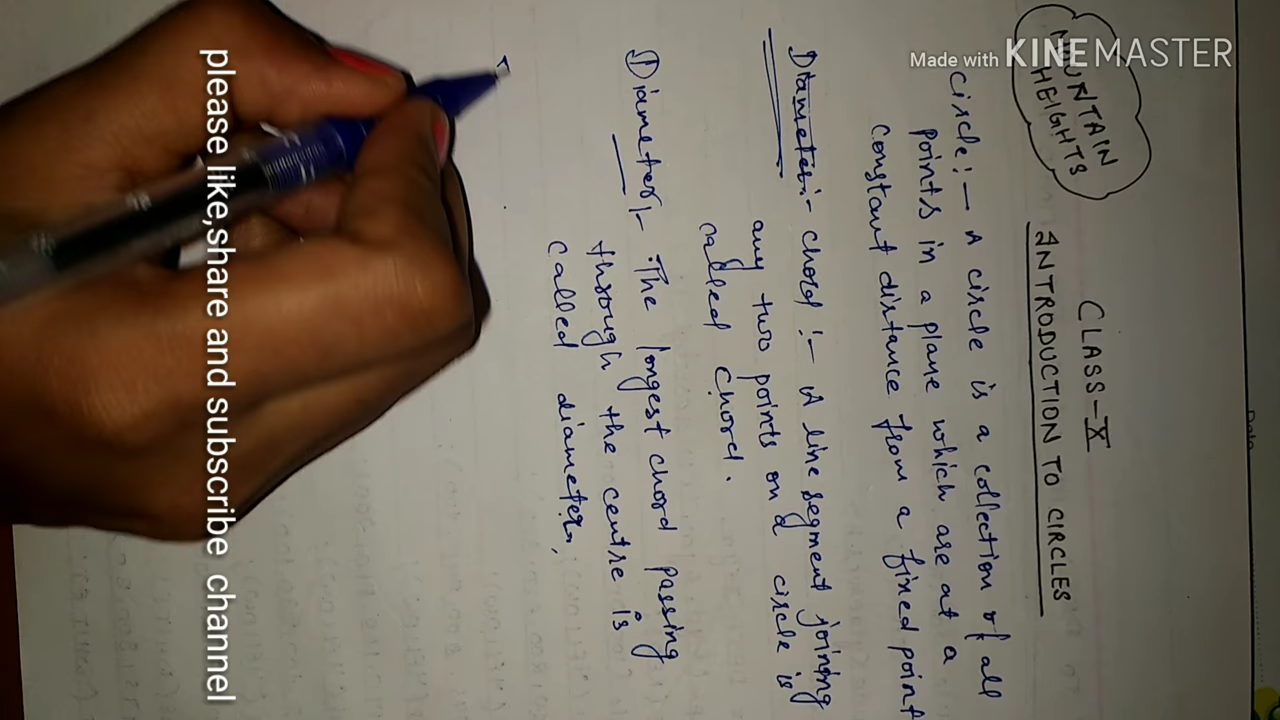 Made with KINEMASTER
MOUNTAIN
HEIGHTS
CLASS-X
INTRODUCTION TO CIRCLES
Circle :- A circle is a collection of all
points in a plane which are at a
constant distance from a fixed point
Diameter:- chord :- A line segment joining
any two points on a circle is
called chord.
Diameter:- The longest chord passing
through the centre is
called diameter.
please like,share and subscribe channel